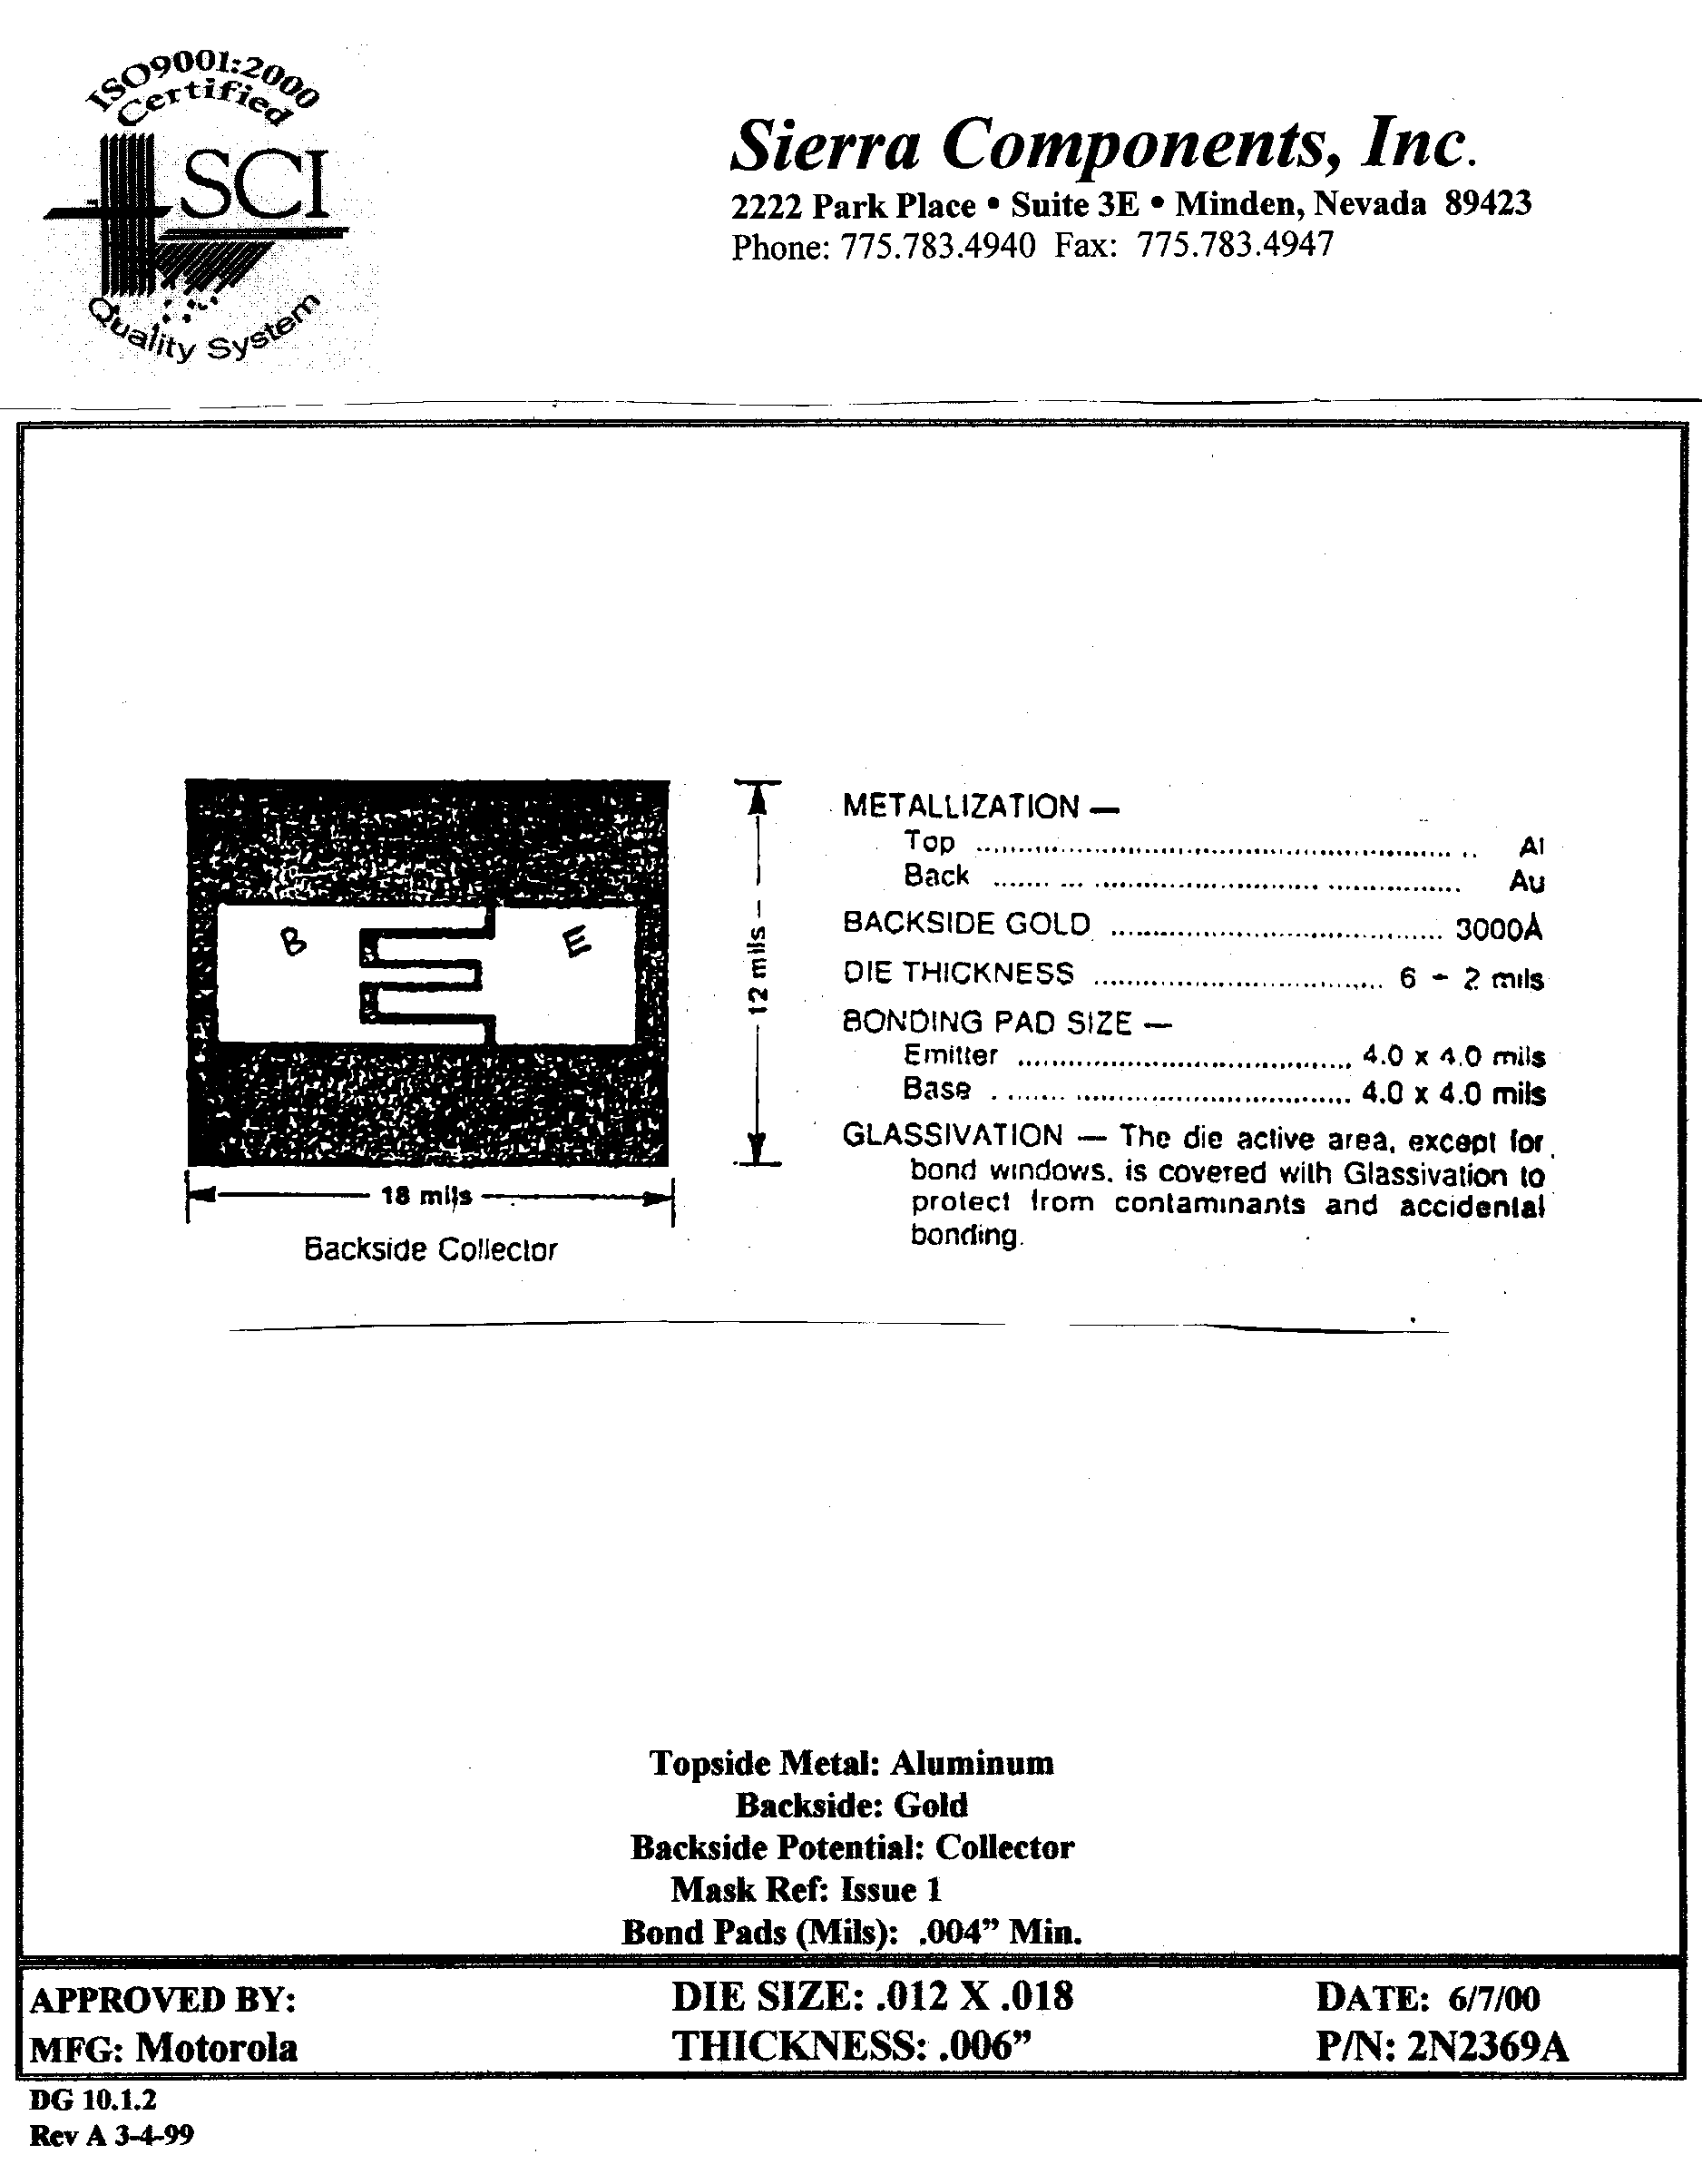 ISO9001:2000
Certified
SCI
Quality System
Sierra Components, Inc.
2222 Park Place • Suite 3E • Minden, Nevada 89423
Phone: 775.783.4940 Fax: 775.783.4947
B
E
12 mils
18 mils
Backside Collector
METALLIZATION —
Top ........................................ Al
Back ........................................ Au
BACKSIDE GOLD ........................................ 3000Å
DIE THICKNESS ........................................ 6 - 2 mils
BONDING PAD SIZE —
Emitter ........................................ 4.0 x 4.0 mils
Base ........................................ 4.0 x 4.0 mils
GLASSIVATION — The die active area, except for
bond windows, is covered with Glassivation to
protect from contaminants and accidental
bonding.
Topside Metal: Aluminum
Backside: Gold
Backside Potential: Collector
Mask Ref: Issue 1
Bond Pads (Mils): .004” Min.
APPROVED BY:
DIE SIZE: .012 X .018
DATE: 6/7/00
MFG: Motorola
THICKNESS: .006”
P/N: 2N2369A
DG 10.1.2
Rev A 3-4-99